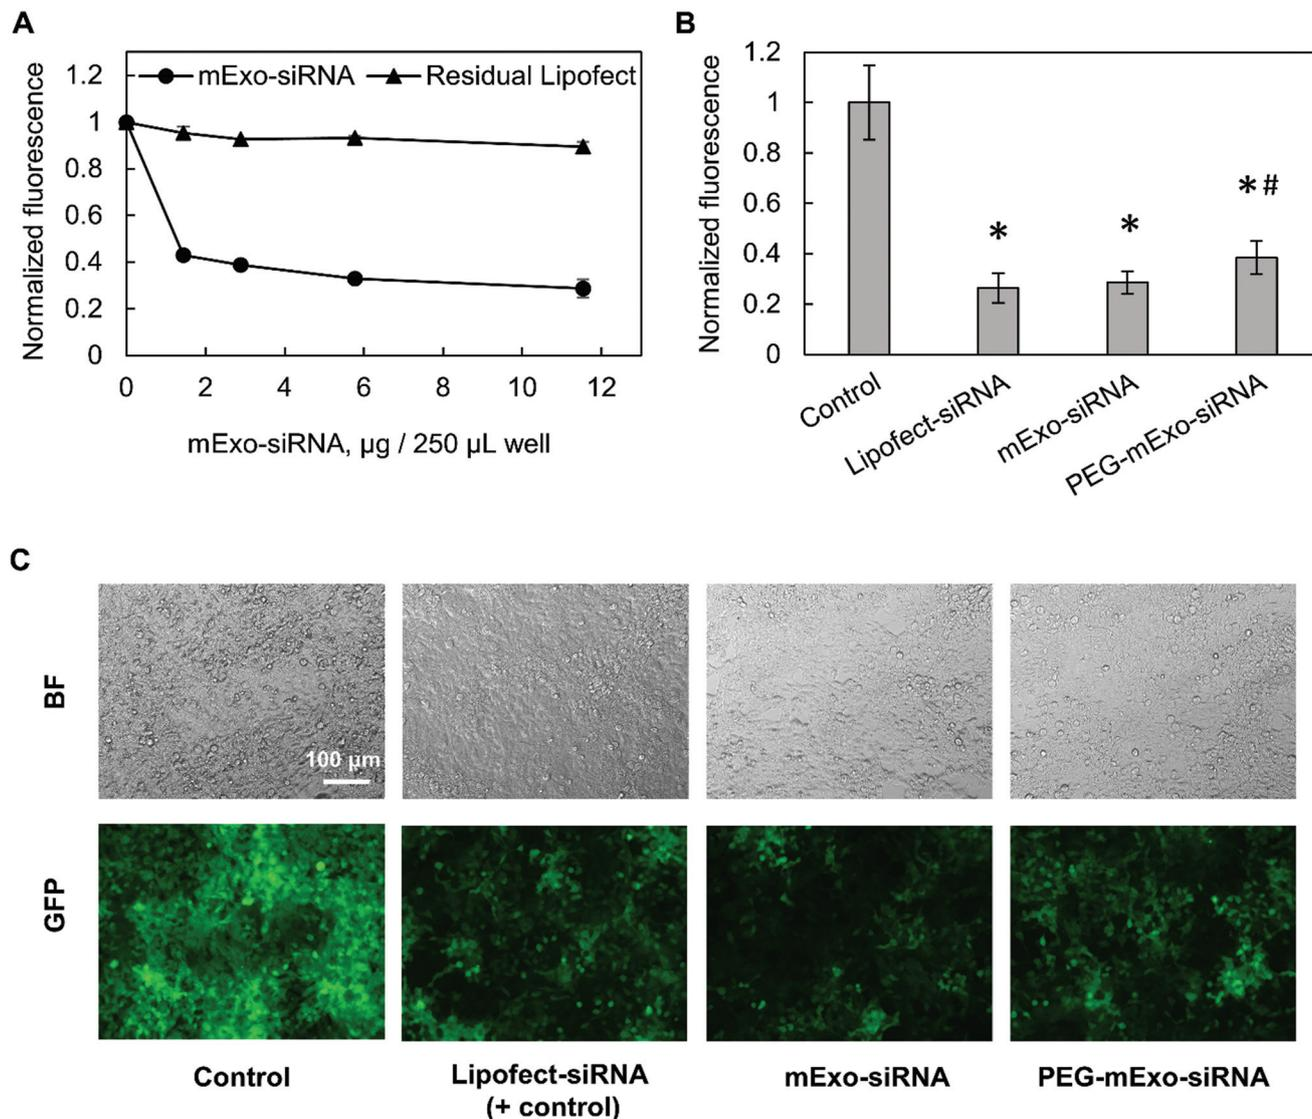 A
Normalized fluorescence
1.2
1
0.8
0.6
0.4
0.2
0
mExo-siRNA
Residual Lipofect
0 2 4 6 8 10 12
mExo-siRNA, µg / 250 µL well
B
Normalized fluorescence
1.2
1
0.8
0.6
0.4
0.2
0
*
*
*#
Control
Lipofect-siRNA
mExo-siRNA
PEG-mExo-siRNA
C
BF
100 µm
GFP
Control
Lipofect-siRNA
(+ control)
mExo-siRNA
PEG-mExo-siRNA